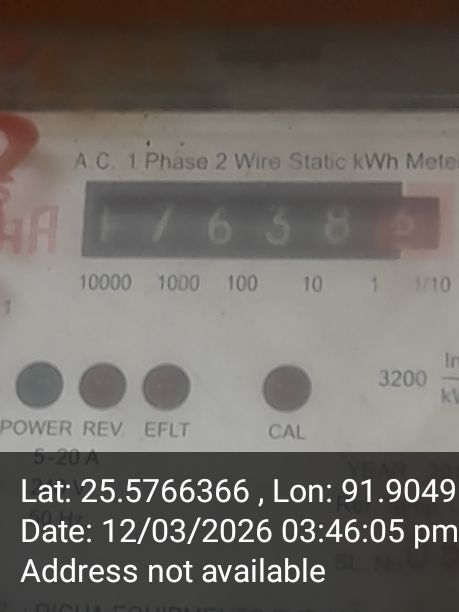 A.C. 1 Phase 2 Wire Static kWh Mete
1 7 6 3 8
10000 1000 100 10 1 1/10
3200
POWER REV. EFLT CAL
5-20 A
50 Hz
Lat: 25.5766366 , Lon: 91.9049
Date: 12/03/2026 03:46:05 pm
Address not available